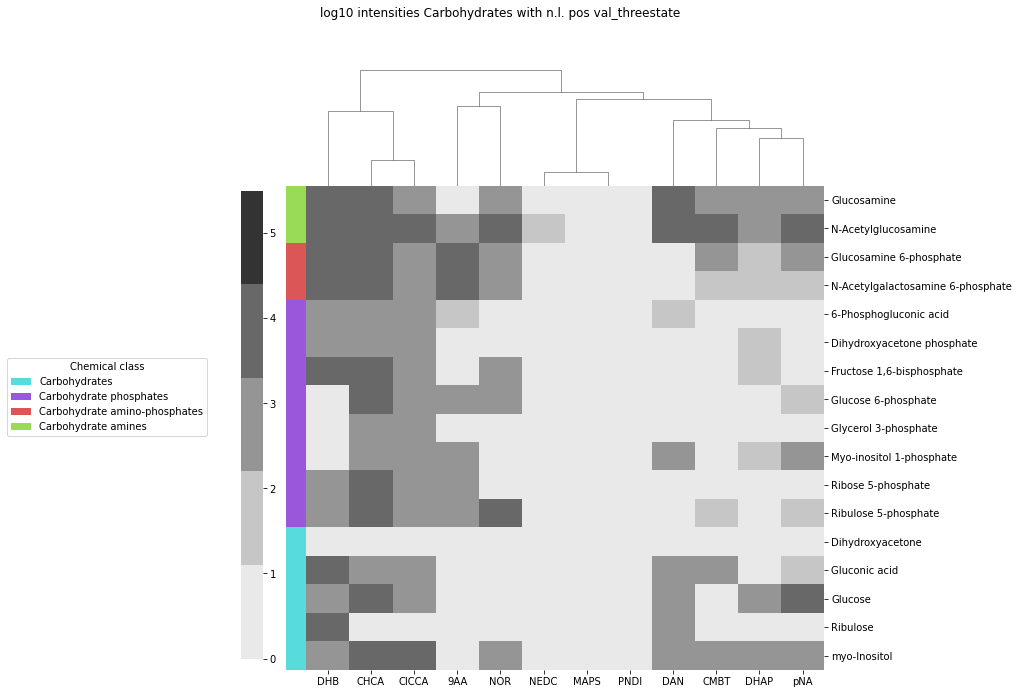 log10 intensities Carbohydrates with n.l. pos val_threestate
Chemical class
Carbohydrates
Carbohydrate phosphates
Carbohydrate amino-phosphates
Carbohydrate amines
5
4
3
2
1
0
Glucosamine
N-Acetylglucosamine
Glucosamine 6-phosphate
N-Acetylgalactosamine 6-phosphate
6-Phosphogluconic acid
Dihydroxyacetone phosphate
Fructose 1,6-bisphosphate
Glucose 6-phosphate
Glycerol 3-phosphate
Myo-inositol 1-phosphate
Ribose 5-phosphate
Ribulose 5-phosphate
Dihydroxyacetone
Gluconic acid
Glucose
Ribulose
myo-Inositol
DHB CHCA ClCCA 9AA NOR NEDC MAPS PNDI DAN CMBT DHAP pNA